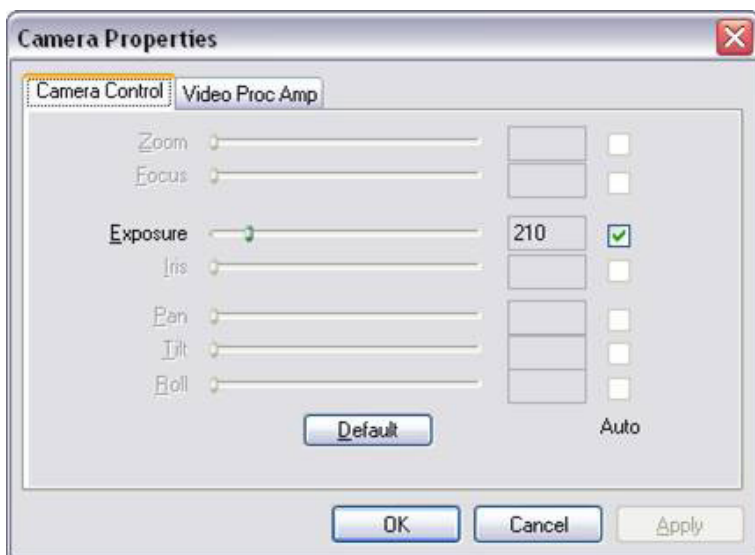 Camera Properties
Camera Control
Video Proc Amp
Zoom
Focus
Exposure 210
Iris
Pan
Tilt
Roll
Default
Auto
OK
Cancel
Apply